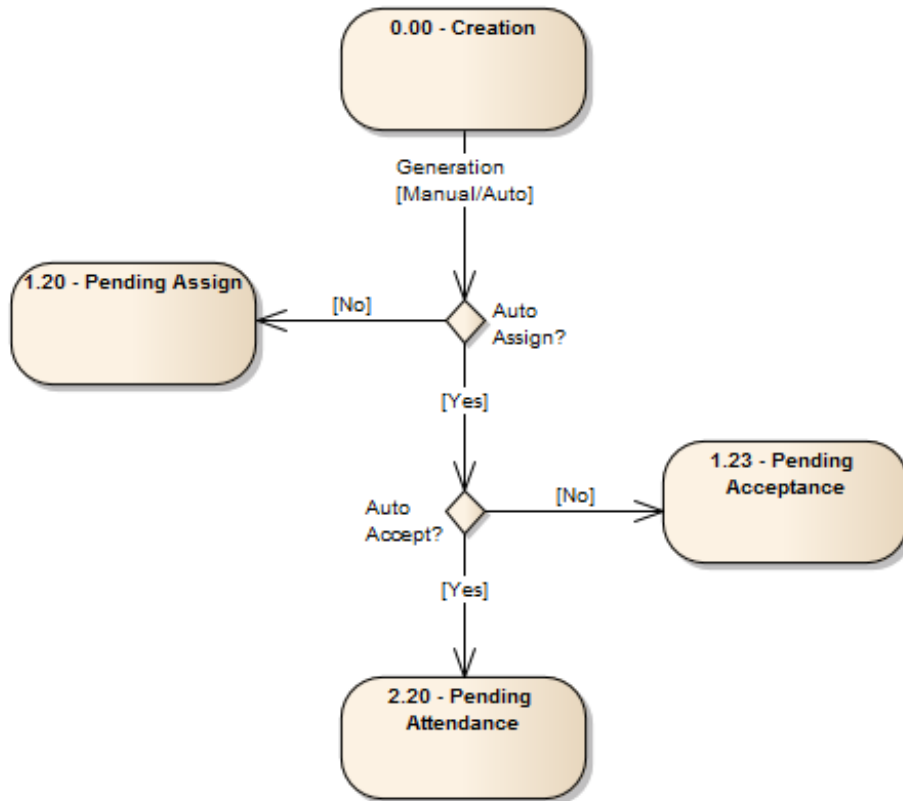 0.00 - Creation
Generation
[Manual/Auto]
1.20 - Pending Assign
[No]
Auto
Assign?
[Yes]
1.23 - Pending
Acceptance
[No]
Auto
Accept?
[Yes]
2.20 - Pending
Attendance